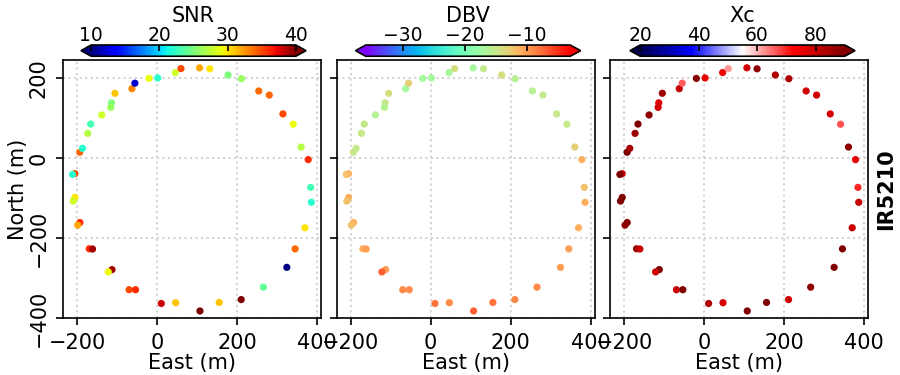 SNR DBV Xc
10 20 30 40 −30 −20 −10 20 40 60 80
200
0
−200
−400
North (m)
IR5210
−200 0 200 400 −200 0 200 400 −200 0 200 400
East (m) East (m) East (m)